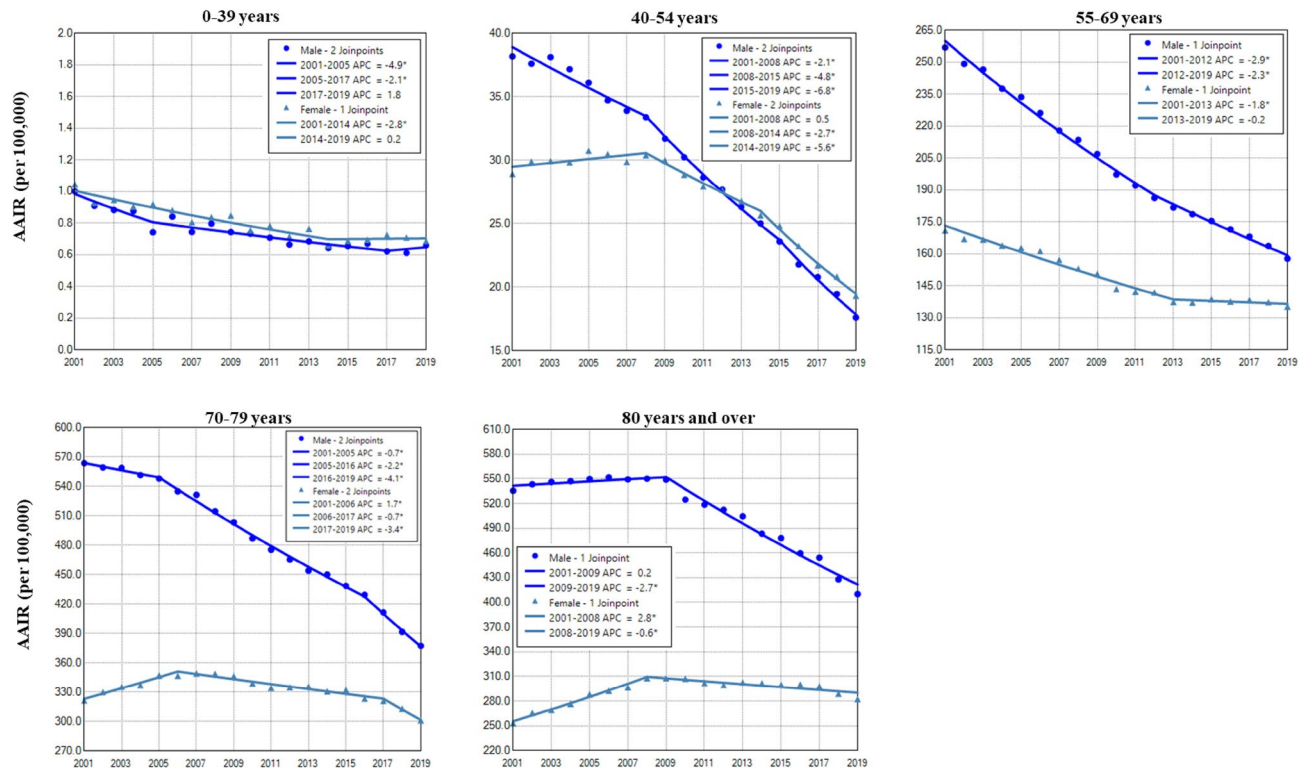 0-39 years
AAIR (per 100,000)
2.0
1.8
1.6
1.4
1.2
1.0
0.8
0.6
0.4
0.2
0.0
2001 2003 2005 2007 2009 2011 2013 2015 2017 2019
Male - 2 Joinpoints
2001-2005 APC = -4.9*
2005-2017 APC = -2.1*
2017-2019 APC = 1.8
Female - 1 Joinpoint
2001-2014 APC = -2.8*
2014-2019 APC = 0.2
40-54 years
40.0
35.0
30.0
25.0
20.0
15.0
2001 2003 2005 2007 2009 2011 2013 2015 2017 2019
Male - 2 Joinpoints
2001-2008 APC = -2.1*
2008-2015 APC = -4.8*
2015-2019 APC = -6.8*
Female - 2 Joinpoints
2001-2008 APC = 0.5
2008-2014 APC = -2.7*
2014-2019 APC = -5.6*
55-69 years
265.0
250.0
235.0
220.0
205.0
190.0
175.0
160.0
145.0
130.0
115.0
2001 2003 2005 2007 2009 2011 2013 2015 2017 2019
Male - 1 Joinpoint
2001-2012 APC = -2.9*
2012-2019 APC = -2.3*
Female - 1 Joinpoint
2001-2013 APC = -1.8*
2013-2019 APC = -0.2
70-79 years
AAIR (per 100,000)
600.0
570.0
540.0
510.0
480.0
450.0
420.0
390.0
360.0
330.0
300.0
270.0
2001 2003 2005 2007 2009 2011 2013 2015 2017 2019
Male - 2 Joinpoints
2001-2005 APC = -0.7*
2005-2016 APC = -2.2*
2016-2019 APC = -4.1*
Female - 2 Joinpoints
2001-2006 APC = 1.7*
2006-2017 APC = -0.7*
2017-2019 APC = -3.4*
80 years and over
610.0
580.0
550.0
520.0
490.0
460.0
430.0
400.0
370.0
340.0
310.0
280.0
250.0
220.0
2001 2003 2005 2007 2009 2011 2013 2015 2017 2019
Male - 1 Joinpoint
2001-2009 APC = 0.2
2009-2019 APC = -2.7*
Female - 1 Joinpoint
2001-2008 APC = 2.8*
2008-2019 APC = -0.6*